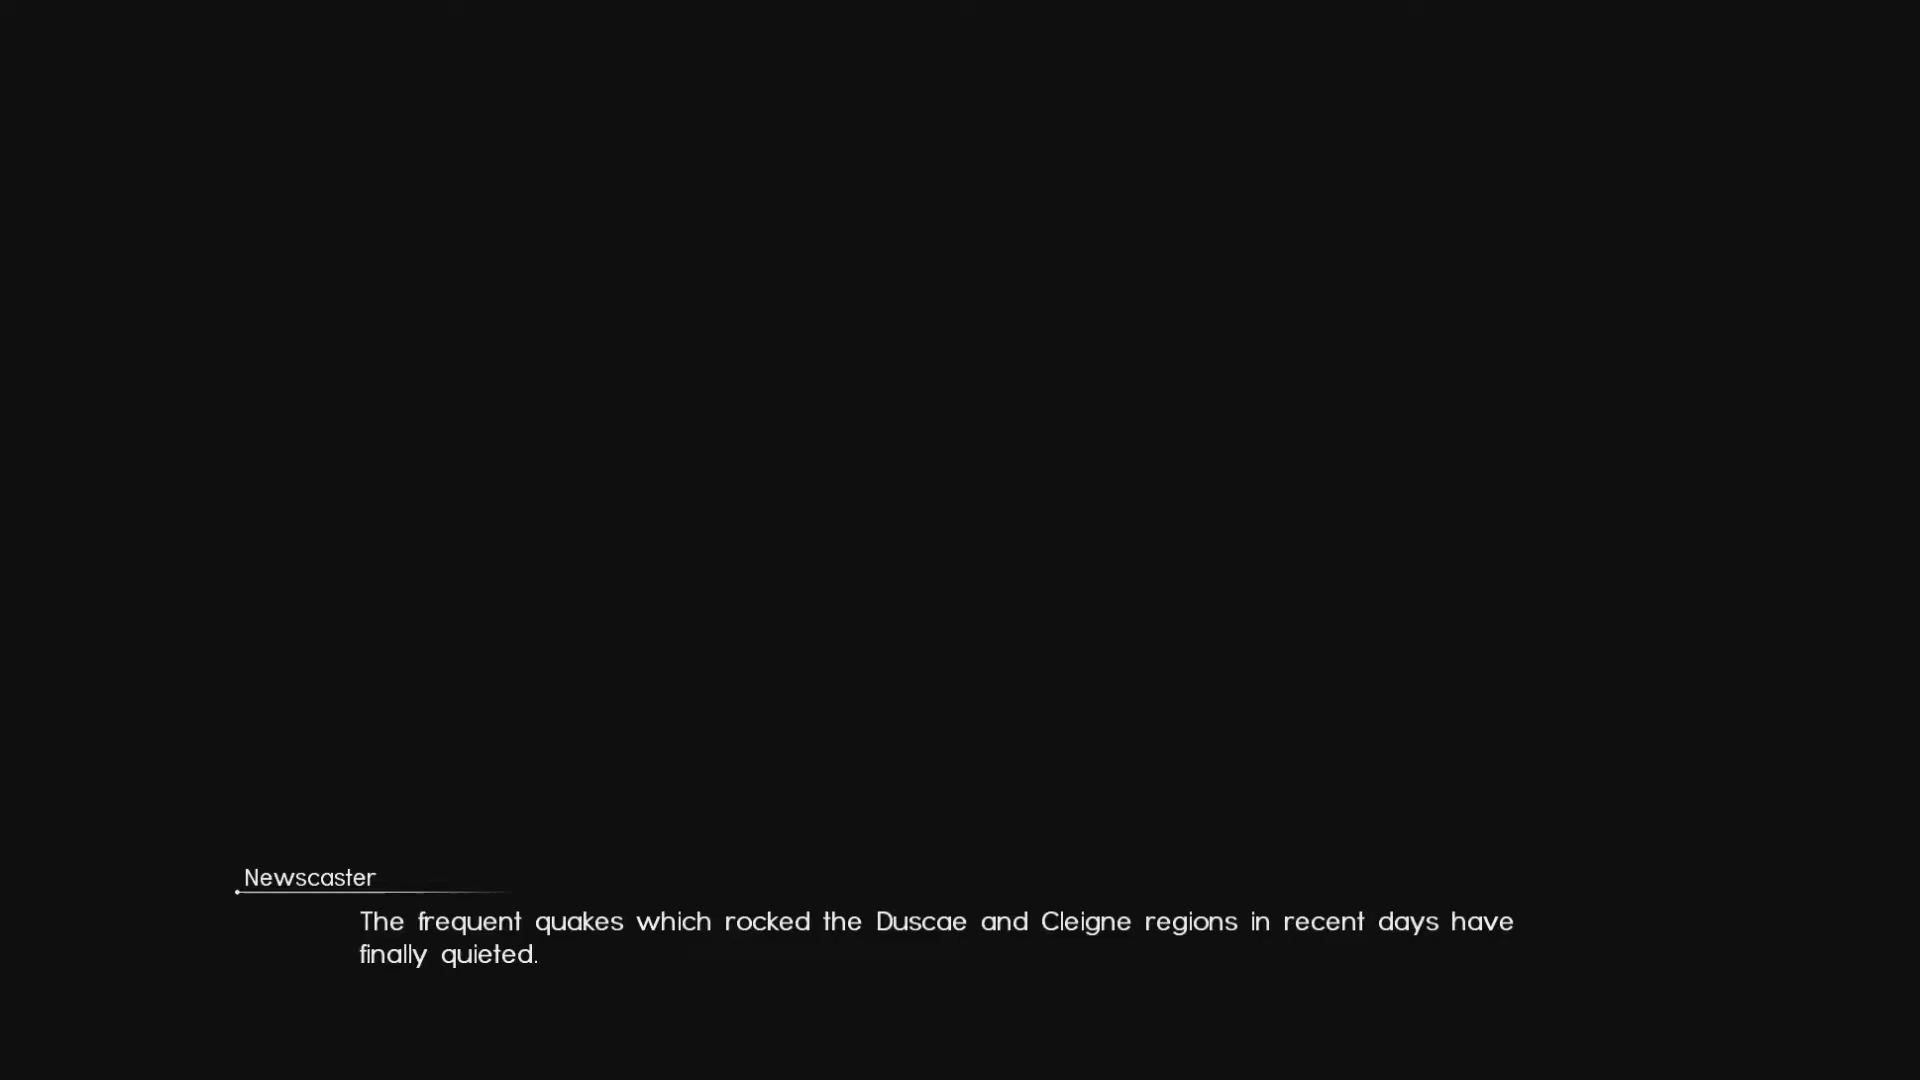 Newscaster
The frequent quakes which rocked the Duscae and Cleigne regions in recent days have
finally quieted.